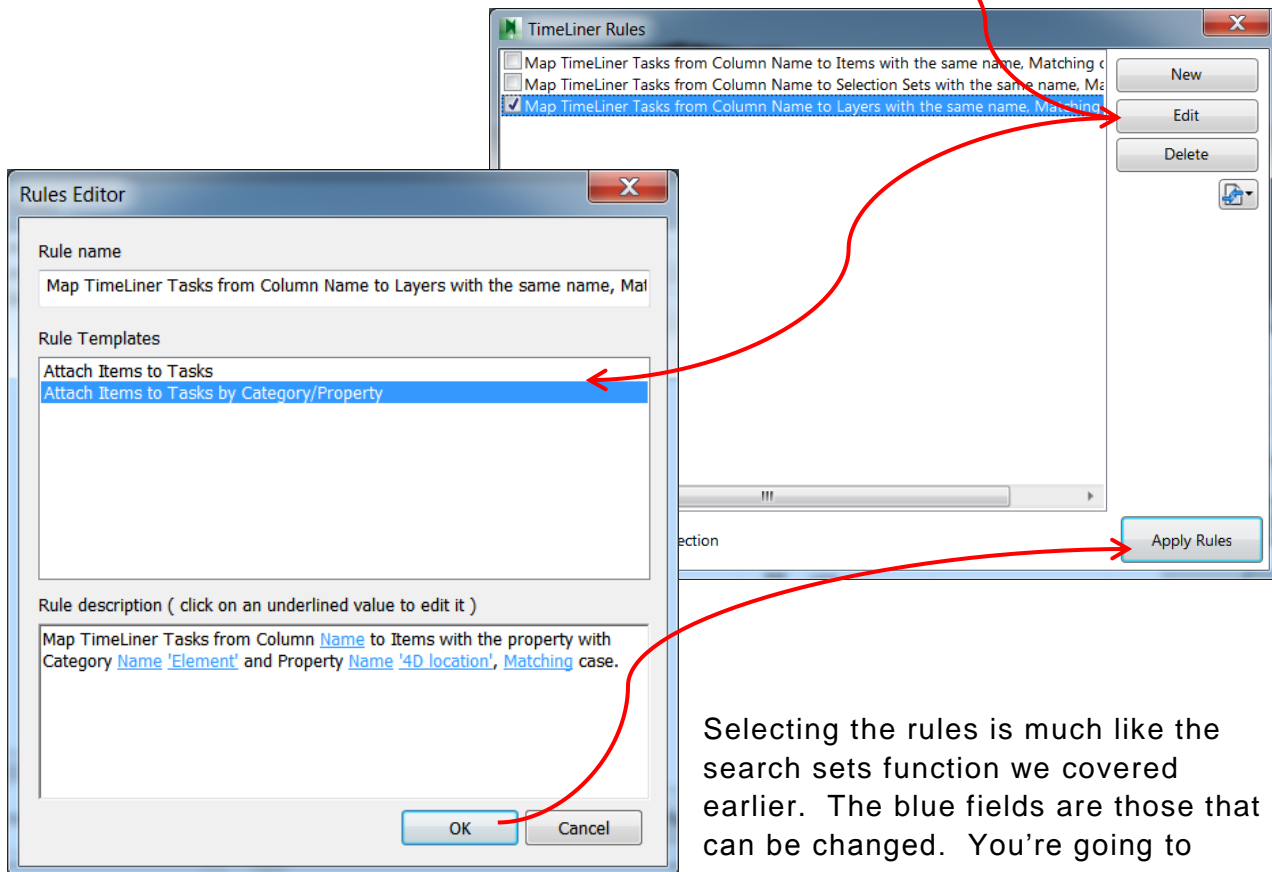 TimeLiner Rules
Map TimeLiner Tasks from Column Name to Items with the same name, Matching c
Map TimeLiner Tasks from Column Name to Selection Sets with the same name, Ma
Map TimeLiner Tasks from Column Name to Layers with the same name, Matching
New
Edit
Delete
ection
Apply Rules
Rules Editor
Rule name
Map TimeLiner Tasks from Column Name to Layers with the same name, Mat
Rule Templates
Attach Items to Tasks
Attach Items to Tasks by Category/Property
Rule description ( click on an underlined value to edit it )
Map TimeLiner Tasks from Column Name to Items with the property with
Category Name 'Element' and Property Name '4D location', Matching case.
OK
Cancel
Selecting the rules is much like the
search sets function we covered
earlier.  The blue fields are those that
can be changed.  You’re going to